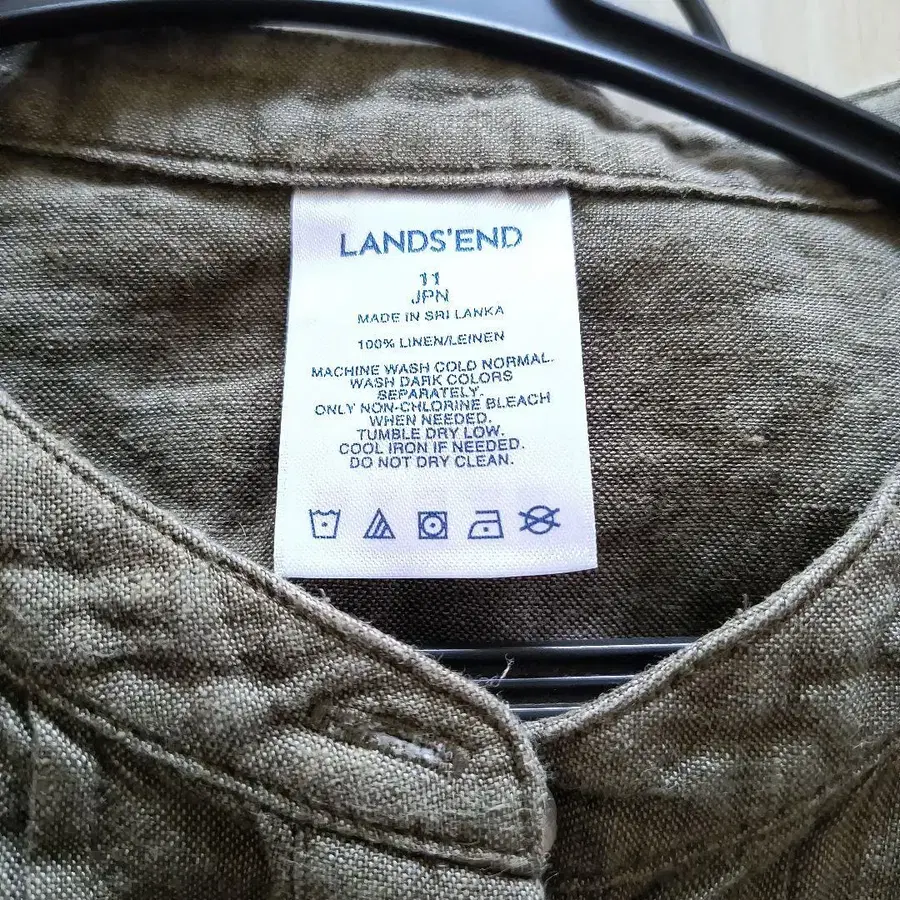 LANDS'END
11
JPN
MADE IN SRI LANKA
100% LINEN/LEINEN
MACHINE WASH COLD NORMAL.
WASH DARK COLORS
SEPARATELY.
ONLY NON-CHLORINE BLEACH
WHEN NEEDED.
TUMBLE DRY LOW.
COOL IRON IF NEEDED.
DO NOT DRY CLEAN.